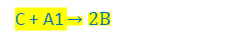 C + A1 → 2B